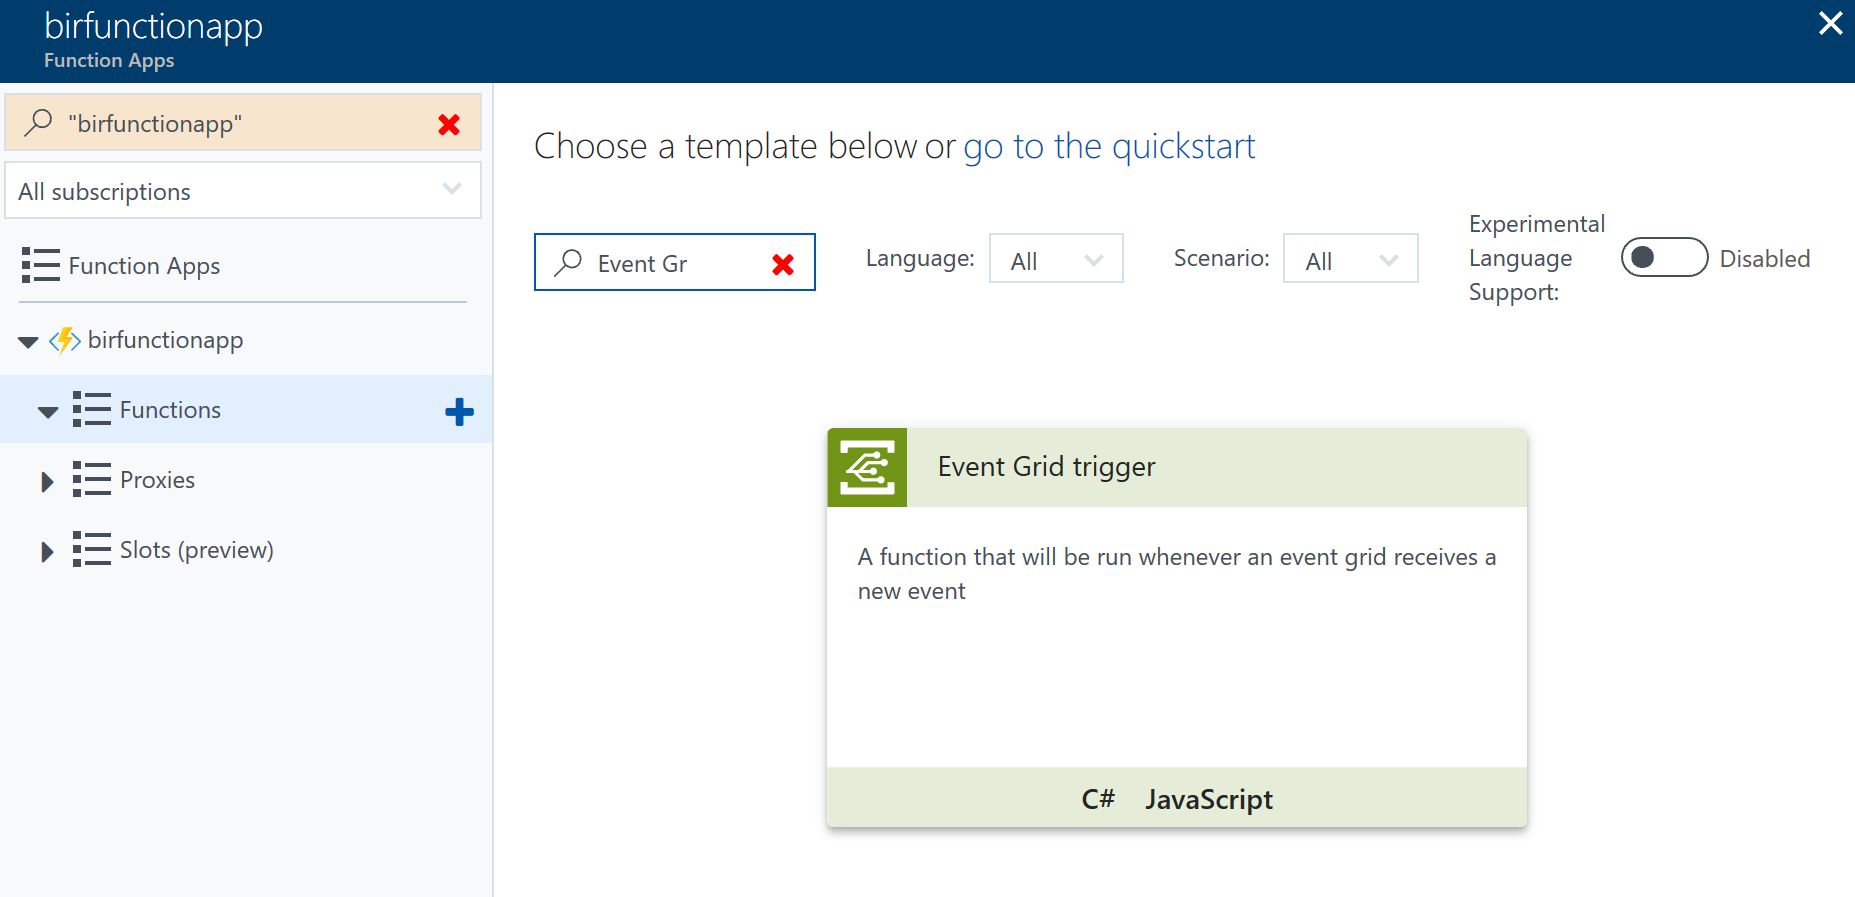 birfunctionapp
Function Apps
"birfunctionapp"
All subscriptions
Function Apps
birfunctionapp
Functions
Proxies
Slots (preview)
Choose a template below or go to the quickstart
Event Gr
Language: All
Scenario: All
Experimental
Language
Support:
Disabled
Event Grid trigger
A function that will be run whenever an event grid receives a
new event
C# JavaScript